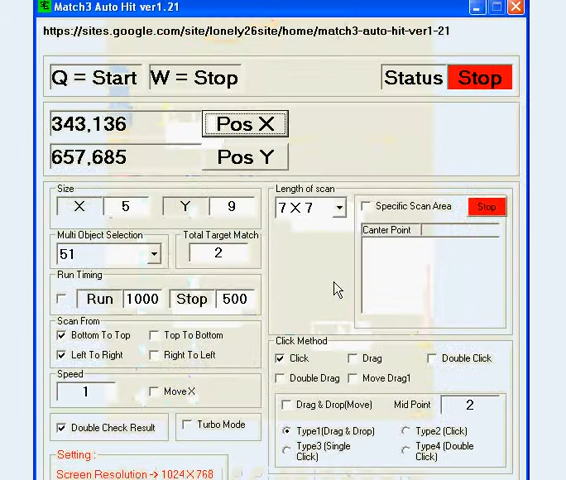 Match3 Auto Hit ver1.21
https://sites.google.com/site/lonely26site/home/match3-auto-hit-ver1-21
Q = Start W = Stop Status Stop
343,136 Pos X
657,685 Pos Y
Size
X 5 Y 9
Multi Object Selection Total Target Match
51 2
Run Timing
Run 1000 Stop 500
Scan From
Bottom To Top Top To Bottom
Left To Right Right To Left
Speed
1 Move X
Double Check Result Turbo Mode
Setting :
Screen Resolution -> 1024 X 768
Length of scan
7 X 7
Specific Scan Area Stop
Canter Point
Click Method
Click Drag Double Click
Double Drag Move Drag1
Drag & Drop(Move) Mid Point 2
Type1(Drag & Drop) Type2 (Click)
Type3 (Single Click) Type4 (Double Click)